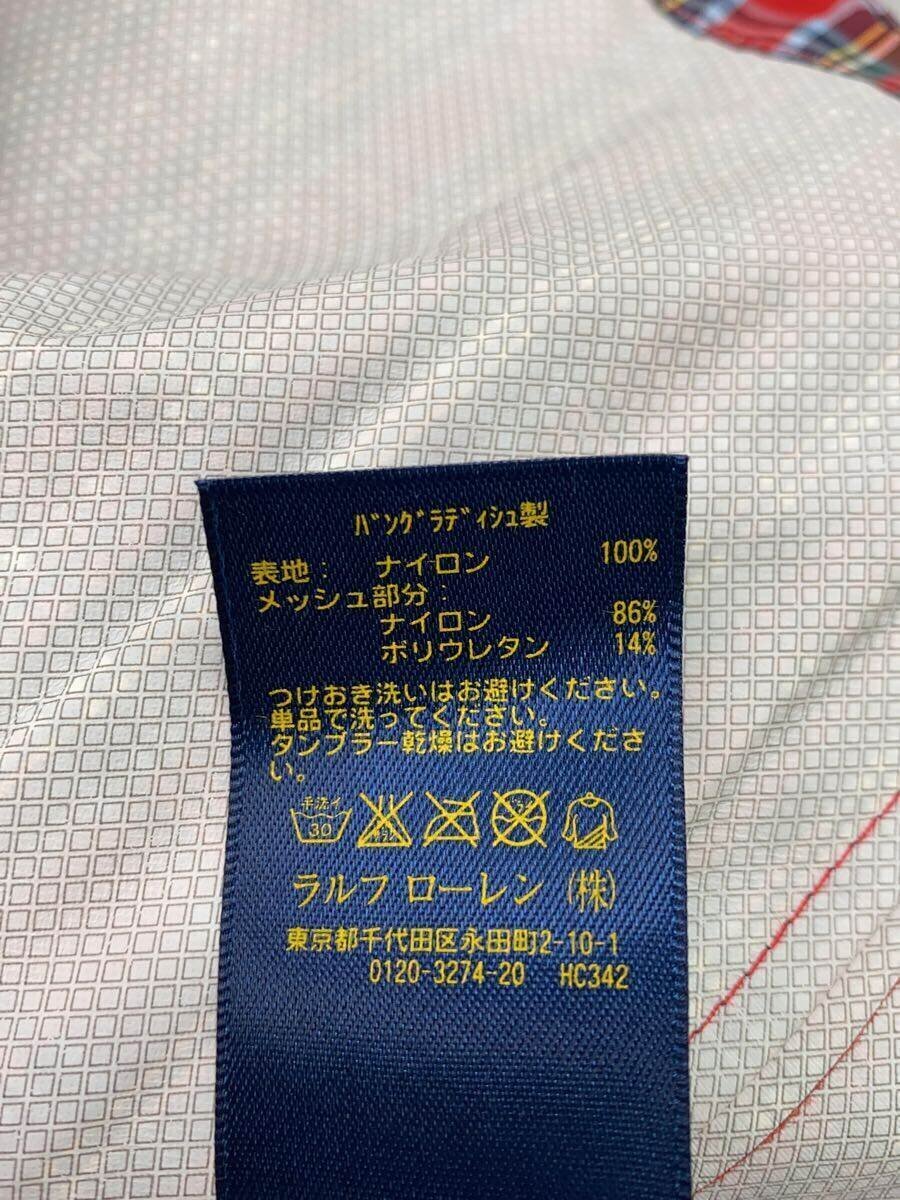 ﾊﾞﾝｸﾞﾗﾃﾞｨｼｭ製
表地： ナイロン 100%
メッシュ部分：
ナイロン 86%
ポリウレタン 14%
つけおき洗いはお避けください。
単品で洗ってください。
タンブラー乾燥はお避けくださ
い。
手洗イ
30
ラルフ ローレン （株）
東京都千代田区永田町2-10-1
0120-3274-20 HC342